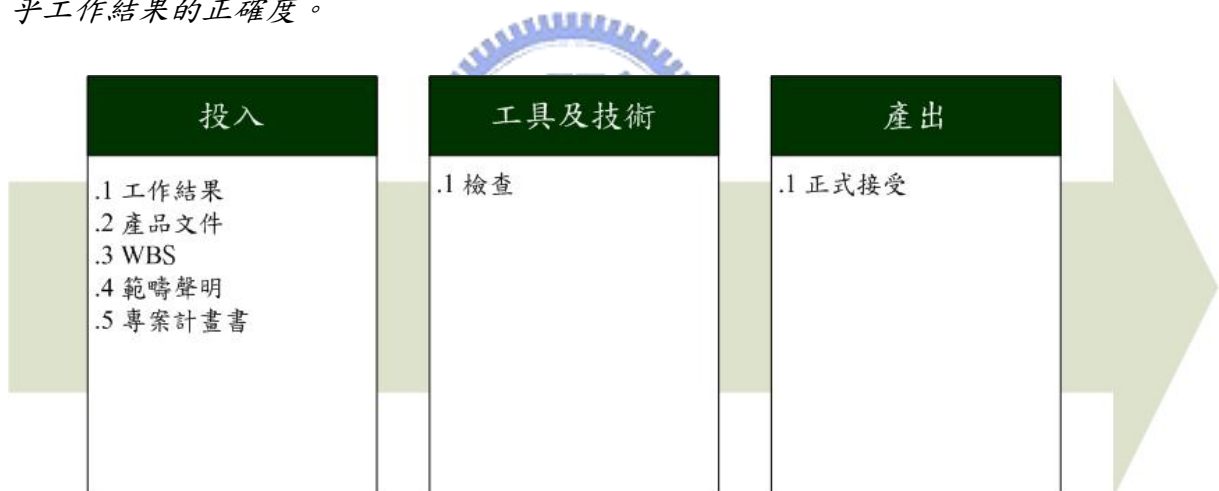 乎工作結果的正確度。
投入
.1 工作結果
.2 產品文件
.3 WBS
.4 範疇聲明
.5 專案計畫書
工具及技術
.1 檢查
產出
.1 正式接受